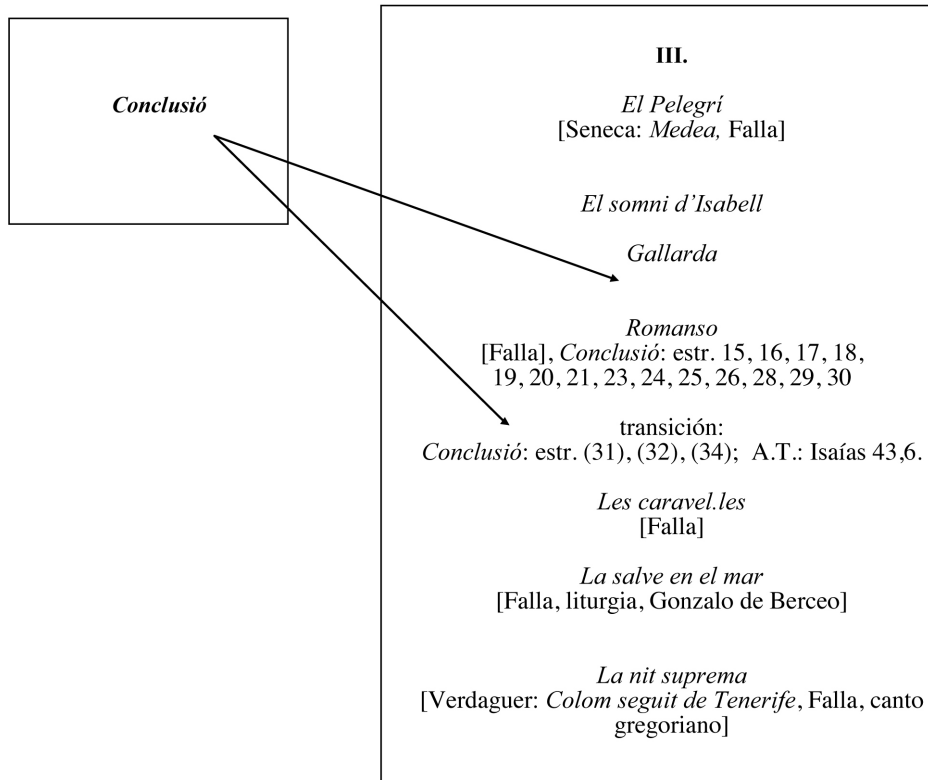 Conclusió
III.
El Pelegrí
[Seneca: Medea, Falla]
El somni d’Isabell
Gallarda
Romanso
[Falla], Conclusió: estr. 15, 16, 17, 18,
19, 20, 21, 23, 24, 25, 26, 28, 29, 30
transición:
Conclusió: estr. (31), (32), (34); A.T.: Isaías 43,6.
Les caravel.les
[Falla]
La salve en el mar
[Falla, liturgia, Gonzalo de Berceo]
La nit suprema
[Verdaguer: Colom seguit de Tenerife, Falla, canto
gregoriano]